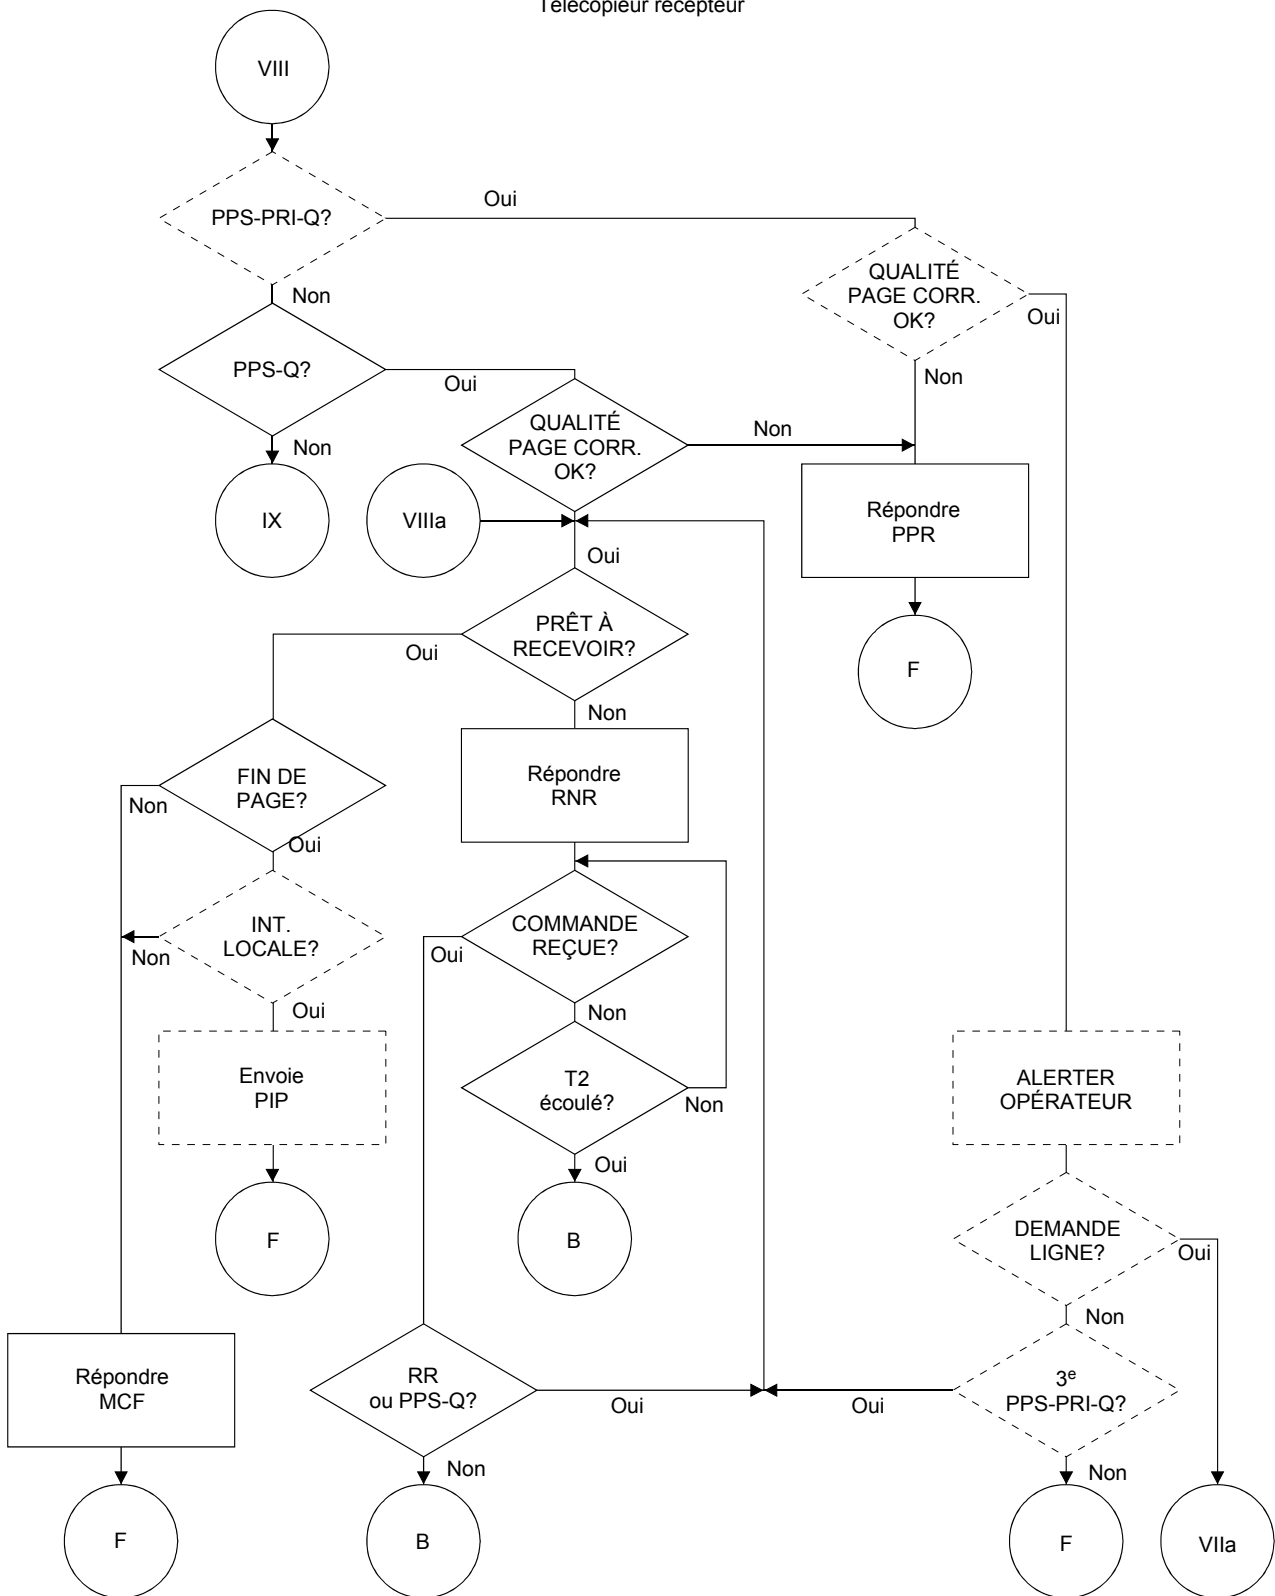 Télécopieur récepteur
VIII
PPS-PRI-Q?
Oui
Non
QUALITÉ
PAGE CORR.
OK?
Oui
Non
PPS-Q?
Oui
Non
QUALITÉ
PAGE CORR.
OK?
Non
IX
VIIIa
Oui
Répondre
PPR
F
PRÊT À
RECEVOIR?
Oui
Non
FIN DE
PAGE?
Non
Oui
Répondre
RNR
INT.
LOCALE?
Non
Oui
COMMANDE
REÇUE?
Oui
Non
Envoie
PIP
T2
écoulé?
Non
Oui
ALERTER
OPÉRATEUR
F
B
DEMANDE
LIGNE?
Oui
Non
Répondre
MCF
RR
ou PPS-Q?
Oui
Non
3e
PPS-PRI-Q?
Oui
Non
F
B
F
VIIa